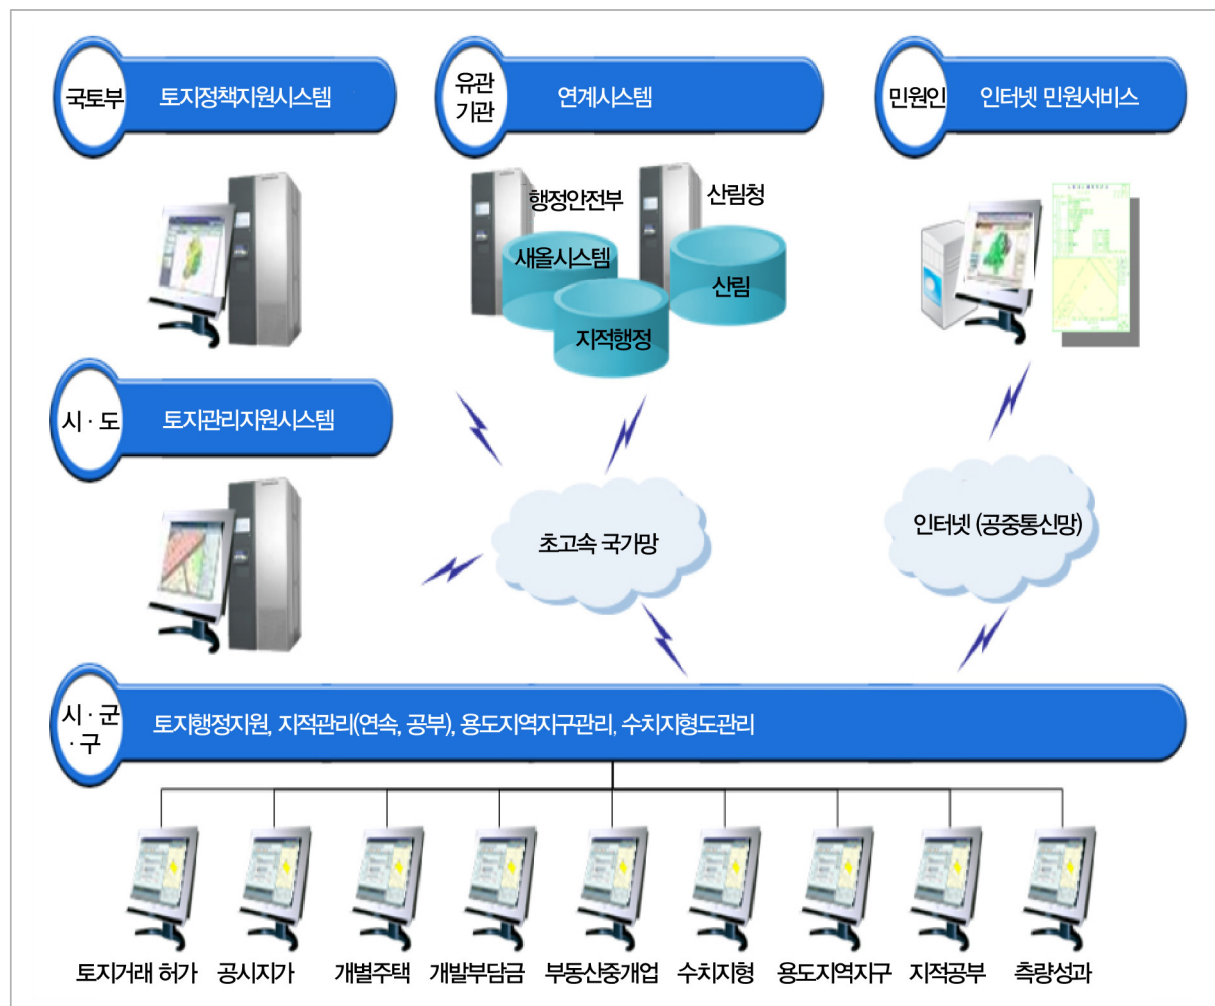 국토부
토지정책지원시스템
유관
기관
연계시스템
민원인
인터넷 민원서비스
행정안전부
새올시스템
지적행정
산림청
산림
시 · 도
토지관리지원시스템
초고속 국가망
인터넷 (공중통신망)
시 · 군
· 구
토지행정지원, 지적관리(연속, 공부), 용도지역지구관리, 수치지형도관리
토지거래 허가
공시지가
개별주택
개발부담금
부동산중개업
수치지형
용도지역지구
지적공부
측량성과